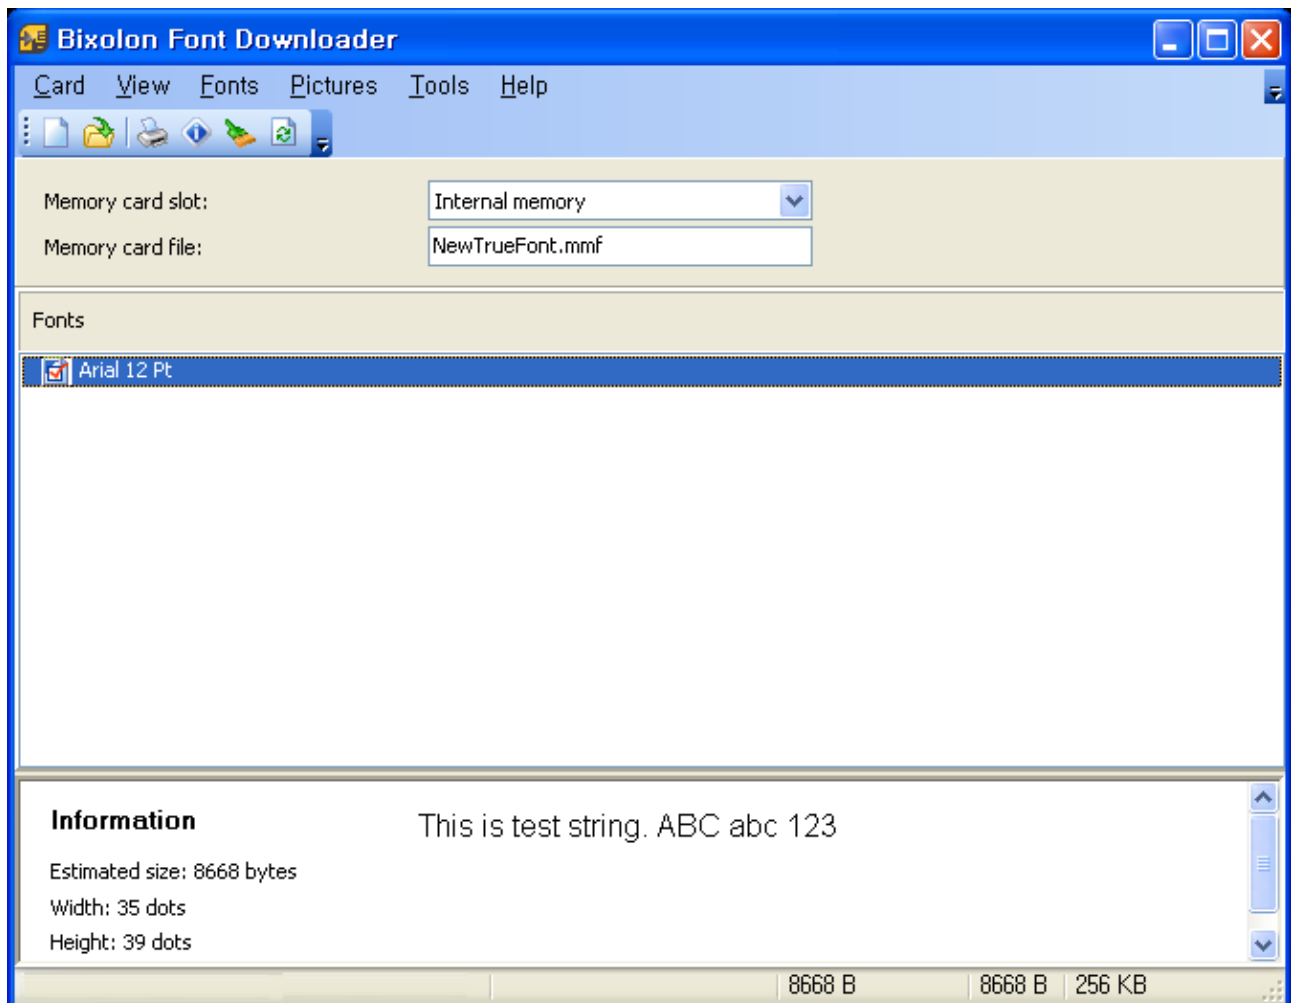 Bixolon Font Downloader
Card View Fonts Pictures Tools Help
Memory card slot: Internal memory
Memory card file: NewTrueFont.mmf
Fonts
Arial 12 Pt
Information
This is test string. ABC abc 123
Estimated size: 8668 bytes
Width: 35 dots
Height: 39 dots
8668 B 8668 B 256 KB